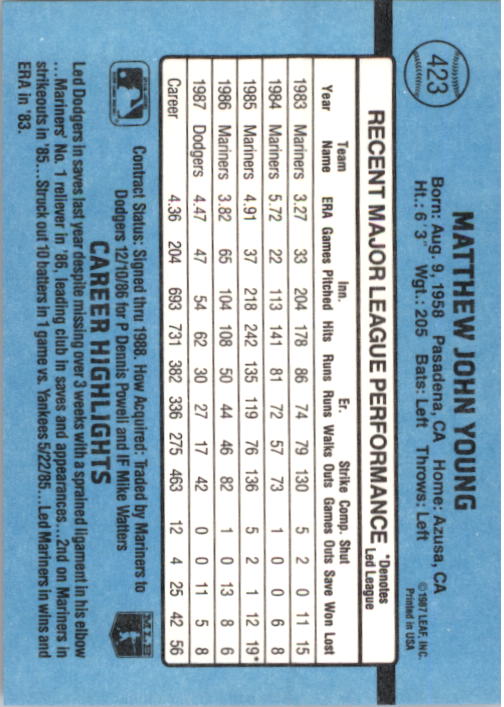 423
MATTHEW JOHN YOUNG
©1987 LEAF, INC.
Printed in USA
Born: Aug. 9, 1958 Pasadena, CA Home: Azusa, CA
Ht.: 6'3" Wgt.: 205 Bats: Left Throws: Left
RECENT MAJOR LEAGUE PERFORMANCE *Denotes Led League
Team Inn. Er. Strike Comp. Shut
Year Name ERA Games Pitched Hits Runs Runs Walks Outs Games Outs Save Won Lost
1983 Mariners 3.27 33 204 178 86 74 79 130 5 2 0 11 15
1984 Mariners 5.72 22 113 141 81 72 57 73 1 0 0 6 8
1985 Mariners 4.91 37 218 242 135 119 76 136 5 2 1 12 19*
1986 Mariners 3.82 65 104 108 50 44 46 82 1 0 13 8 6
1987 Dodgers 4.47 47 54 62 30 27 17 42 0 0 11 5 8
Career 4.36 204 693 731 382 336 275 463 12 4 25 42 56
Contract Status: Signed thru 1988. How Acquired: Traded by Mariners to
Dodgers 12/10/86 for P Dennis Powell and IF Mike Watters
MLB
CAREER HIGHLIGHTS
Led Dodgers in saves last year despite missing over 3 weeks with a sprained ligament in his elbow
...Mariners' No. 1 reliever in '86, leading club in saves and appearances...2nd on Mariners in
strikeouts in '85...Struck out 10 batters in 1 game vs. Yankees 5/22/85...Led Mariners in wins and
ERA in '83.